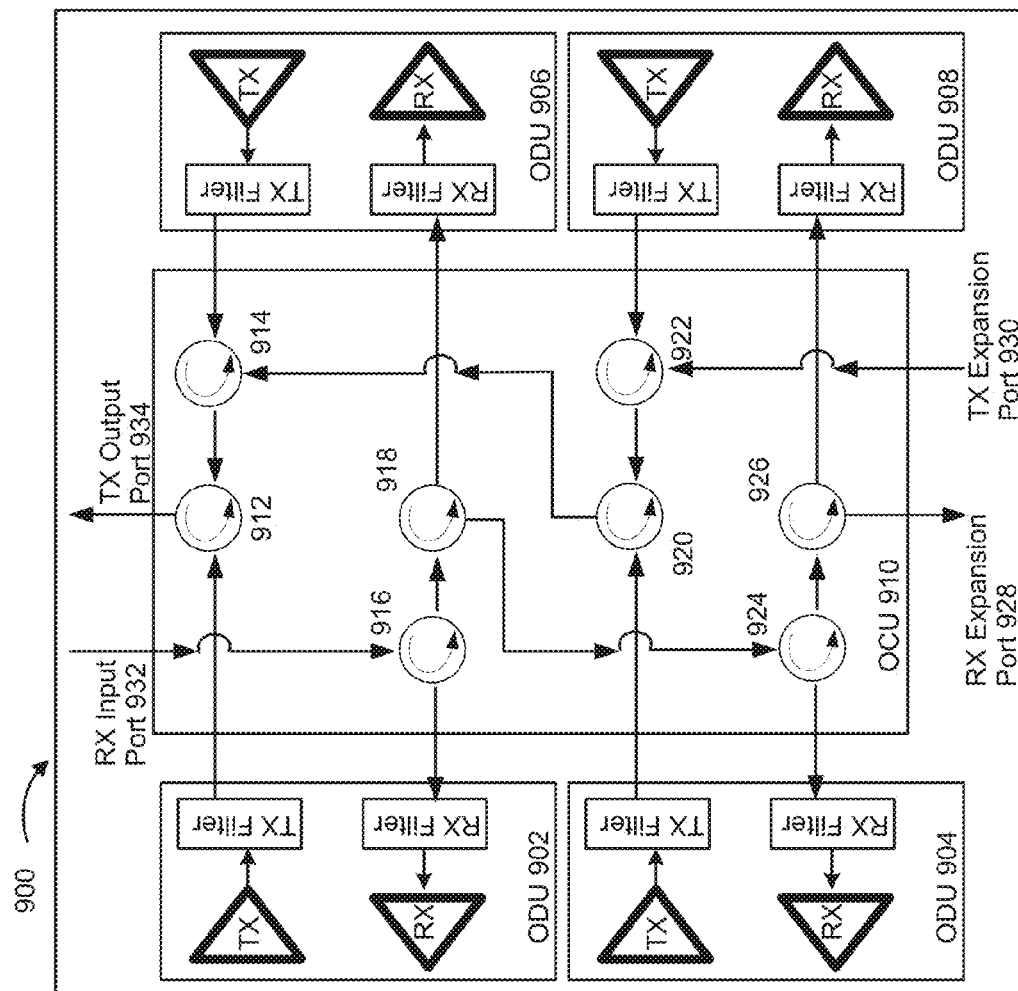 900
RX Input
Port 932
TX Output
Port 934
TX
TX Filter
RX
RX Filter
ODU 902
TX
TX Filter
RX
RX Filter
ODU 904
912
914
916
918
920
922
924
926
OCU 910
TX
TX Filter
RX
RX Filter
ODU 906
TX
TX Filter
RX
RX Filter
ODU 908
RX Expansion
Port 928
TX Expansion
Port 930